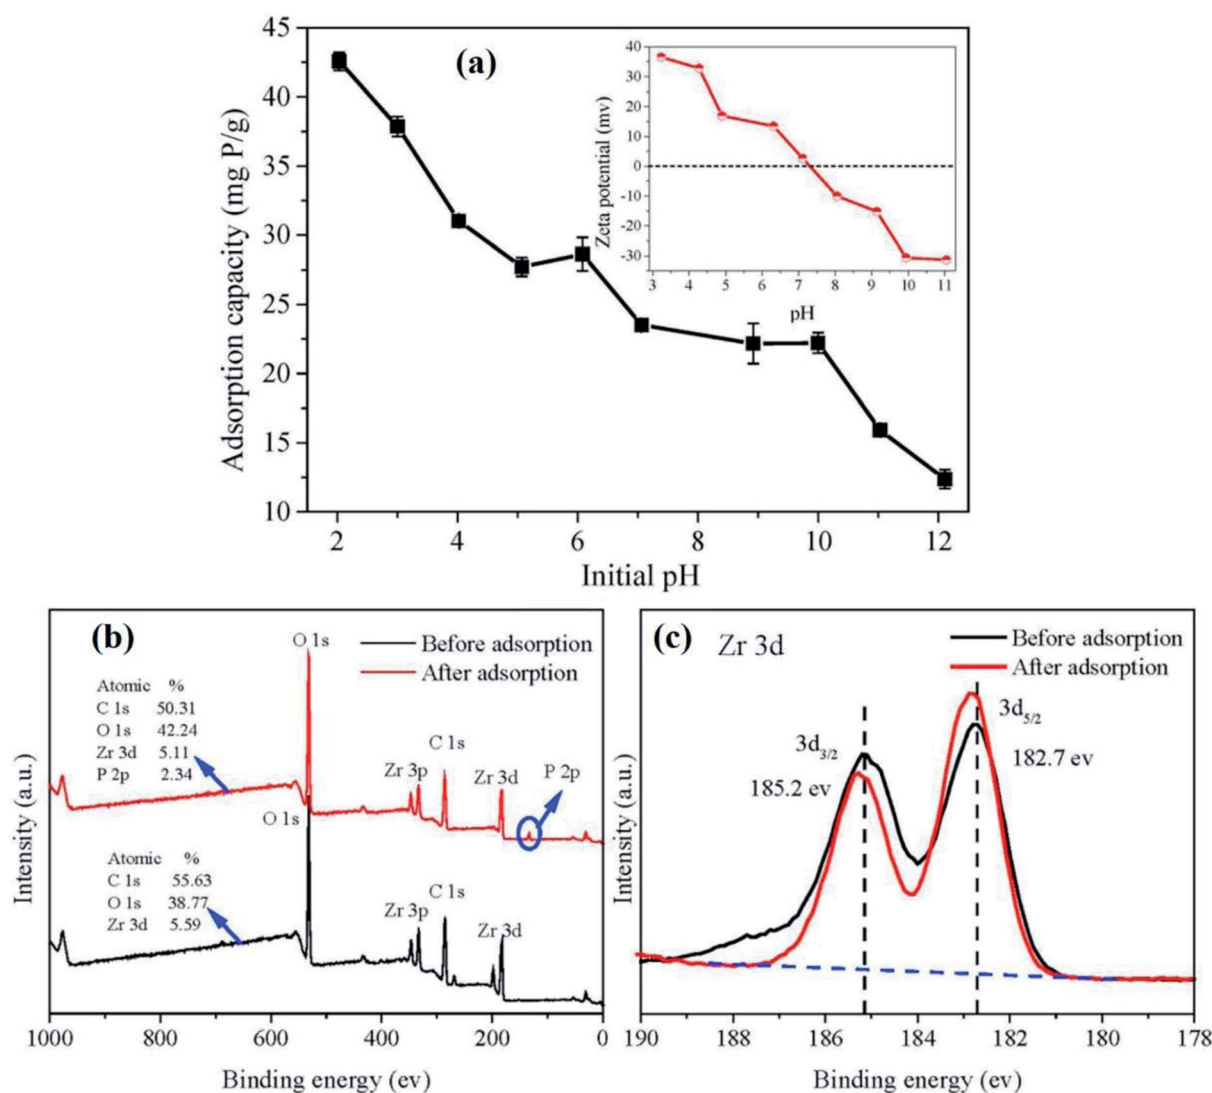 (a)
Adsorption capacity (mg P/g)
45
40
35
30
25
20
15
10
2
4
6
8
10
12
Initial pH
Zeta potential (mv)
40
30
20
10
0
-10
-20
-30
3
4
5
6
7
8
9
10
11
pH
(b)
O 1s
Before adsorption
After adsorption
Atomic %
C 1s 50.31
O 1s 42.24
Zr 3d 5.11
P 2p 2.34
Zr 3p
C 1s
Zr 3d
P 2p
O 1s
Atomic %
C 1s 55.63
O 1s 38.77
Zr 3d 5.59
Zr 3p
C 1s
Zr 3d
Intensity (a.u.)
1000
800
600
400
200
0
Binding energy (ev)
(c)
Zr 3d
Before adsorption
After adsorption
3d3/2
185.2 ev
3d5/2
182.7 ev
Intensity (a.u.)
190
188
186
184
182
180
178
Binding energy (ev)